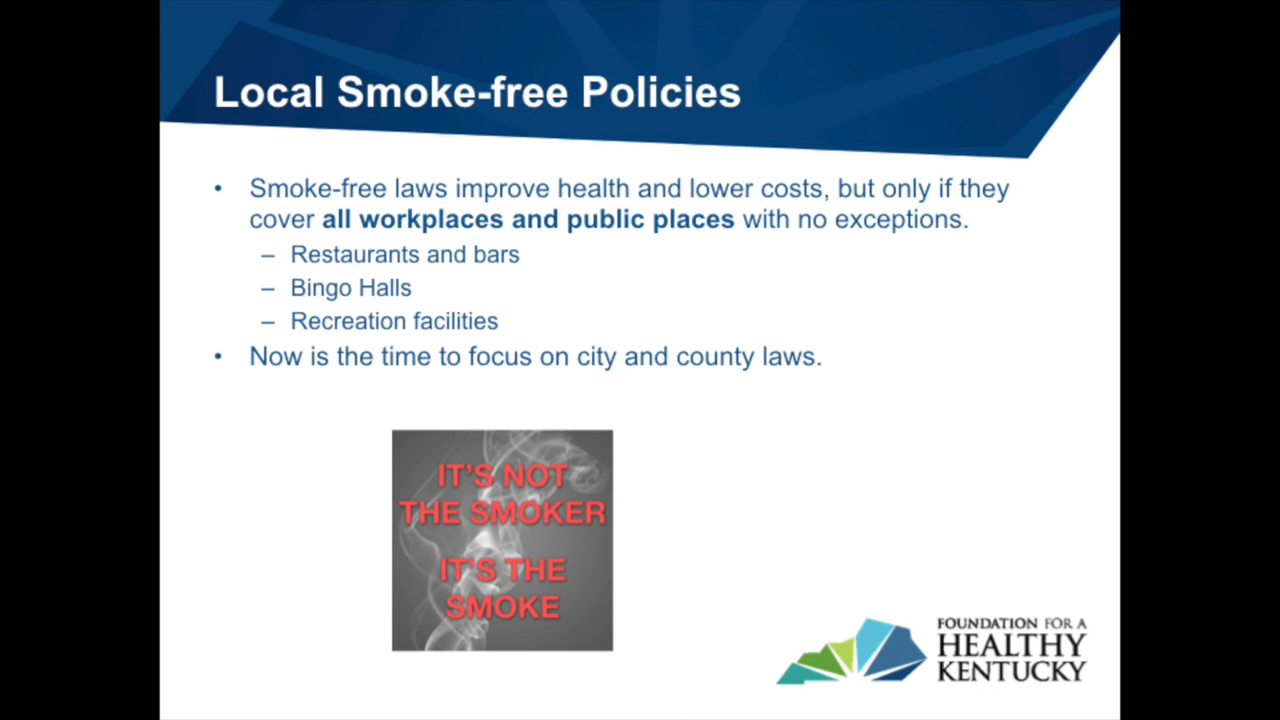 Local Smoke-free Policies
• Smoke-free laws improve health and lower costs, but only if they
cover all workplaces and public places with no exceptions.
– Restaurants and bars
– Bingo Halls
– Recreation facilities
• Now is the time to focus on city and county laws.
IT'S NOT
THE SMOKER
IT'S THE
SMOKE
FOUNDATION FOR A
HEALTHY
KENTUCKY